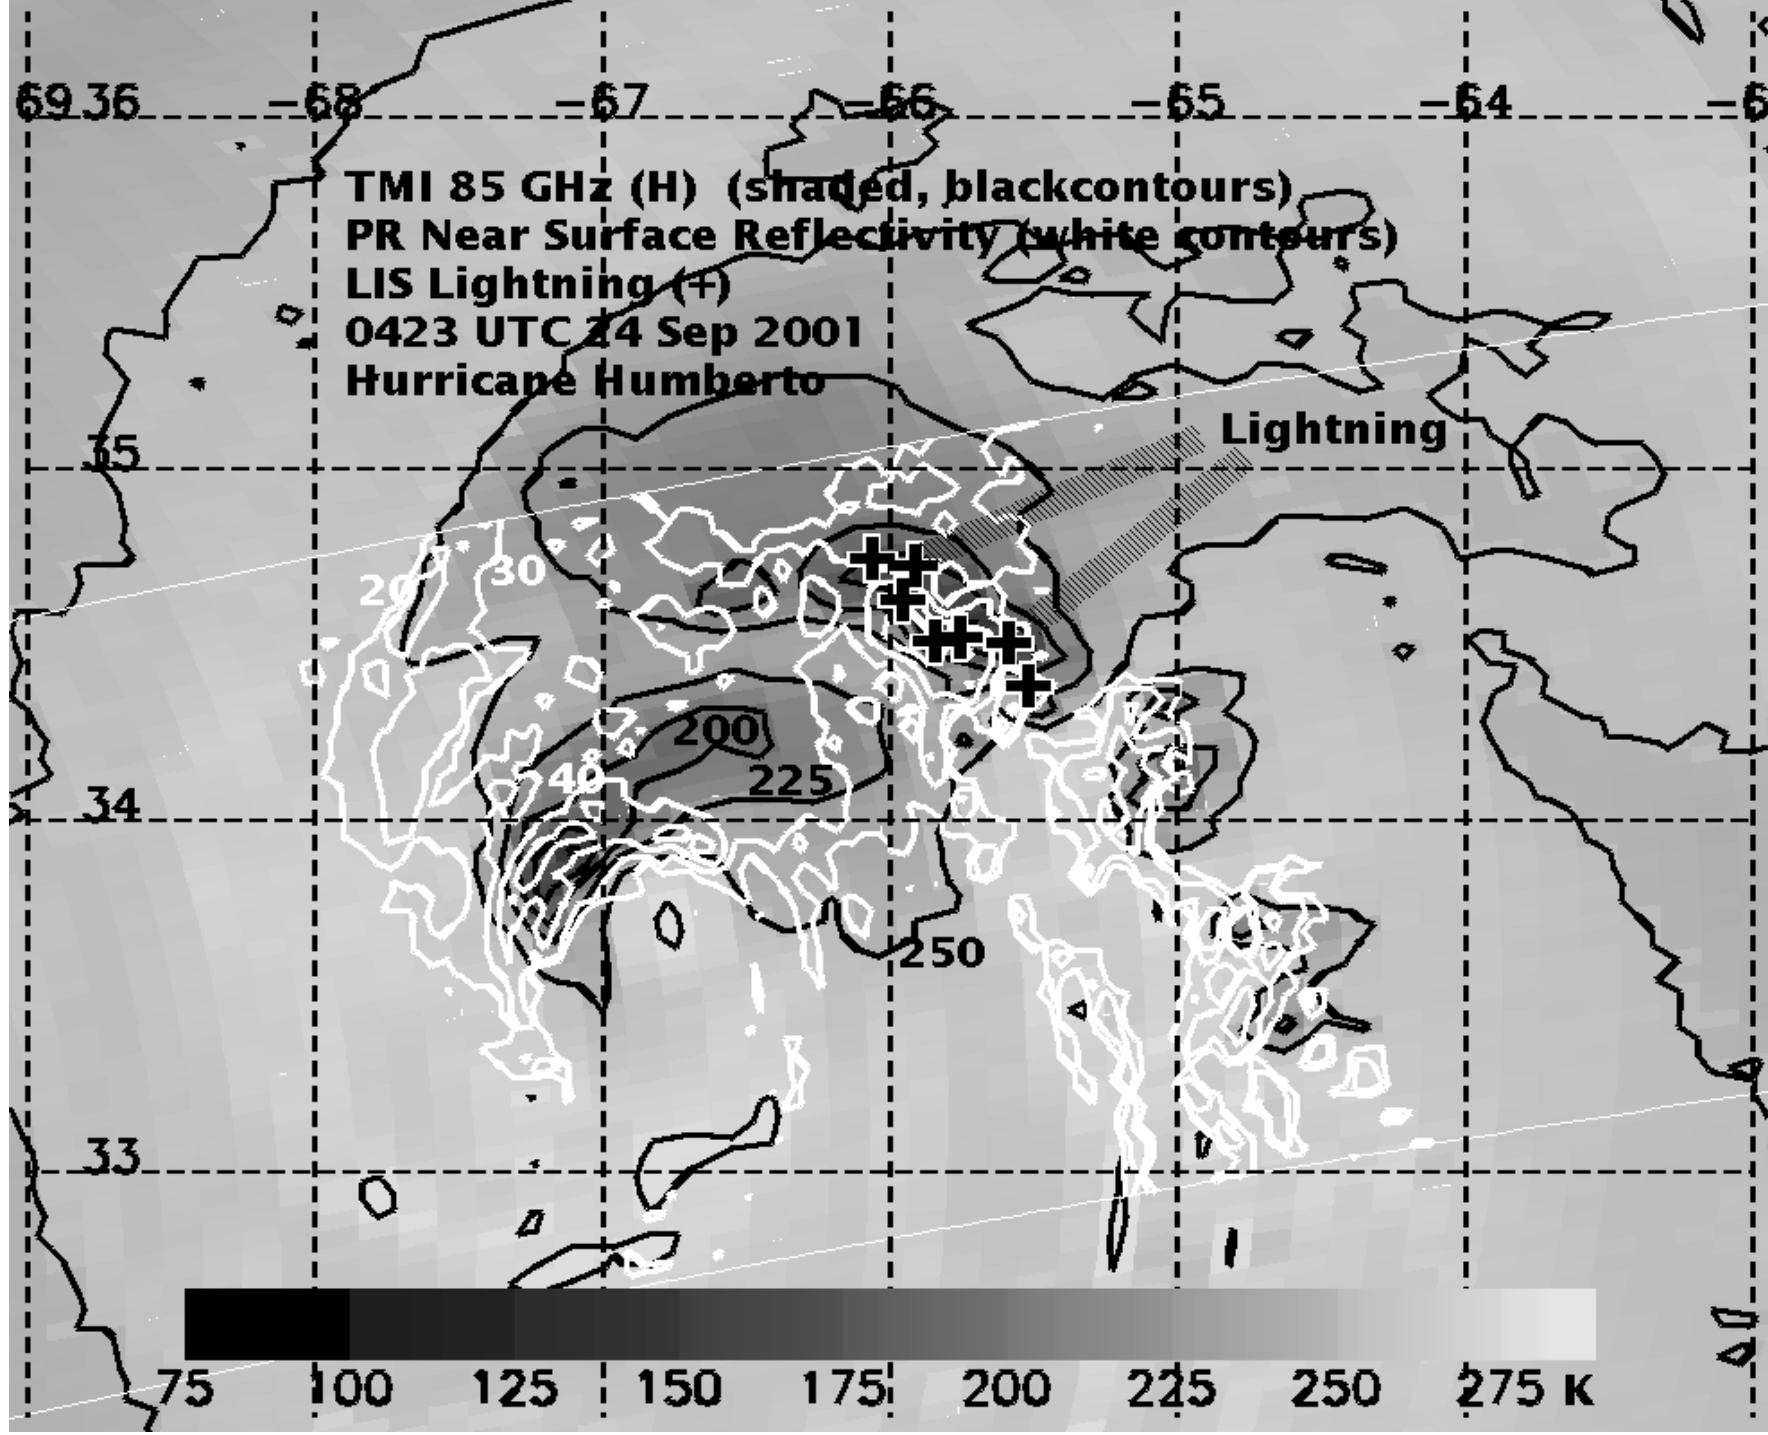 69 36 −68 −67 −66 −65 −64 −6
TMI 85 GHz (H) (shaded, blackcontours)
PR Near Surface Reflectivity (white contours)
LIS Lightning (+)
0423 UTC 24 Sep 2001
Hurricane Humberto
Lightning
35
20 30
200
40 225
34
250
33
75 100 125 150 175 200 225 250 275 K